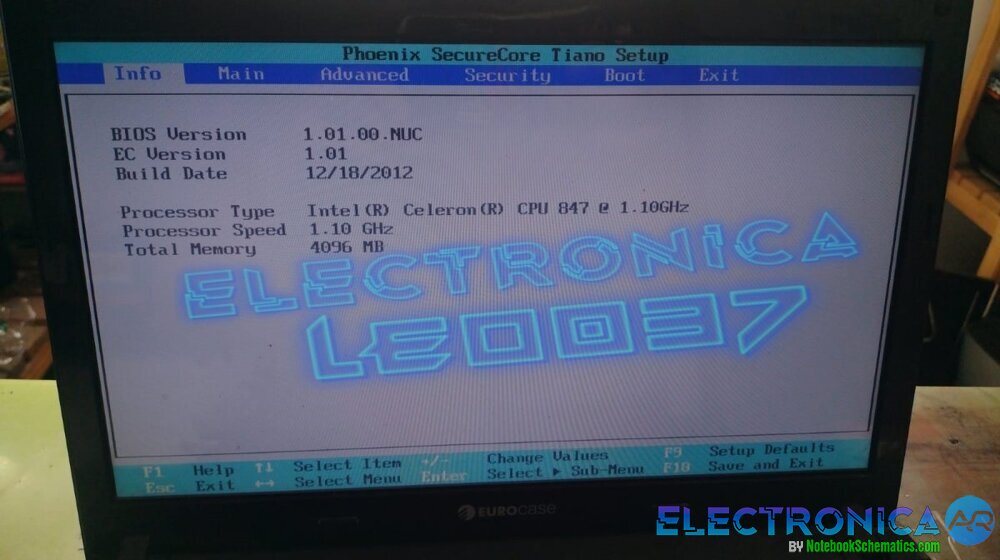 Phoenix SecureCore Tiano Setup
Info Main Advanced Security Boot Exit
BIOS Version 1.01.00.NUC
EC Version 1.01
Build Date 12/18/2012
Processor Type Intel(R) Celeron(R) CPU 847 @ 1.10GHz
Processor Speed 1.10 GHz
Total Memory 4096 MB
ELECTRONICA
LEO037
F1 Help ↑↓ Select Item +/- Change Values F9 Setup Defaults
Esc Exit ↔ Select Menu Enter Select ▶ Sub-Menu F10 Save and Exit
EUROCASE
ELECTRONICA AR
BY NotebookSchematics.com